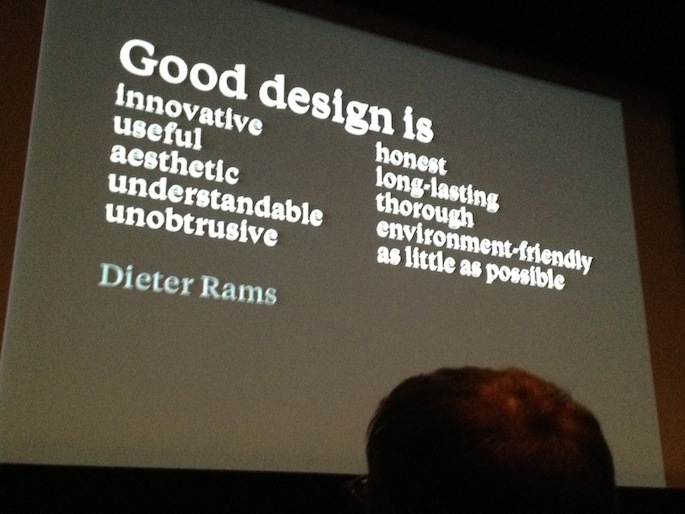 Good design is
innovative
useful
aesthetic
understandable
unobtrusive
honest
long-lasting
thorough
environment-friendly
as little as possible
Dieter Rams